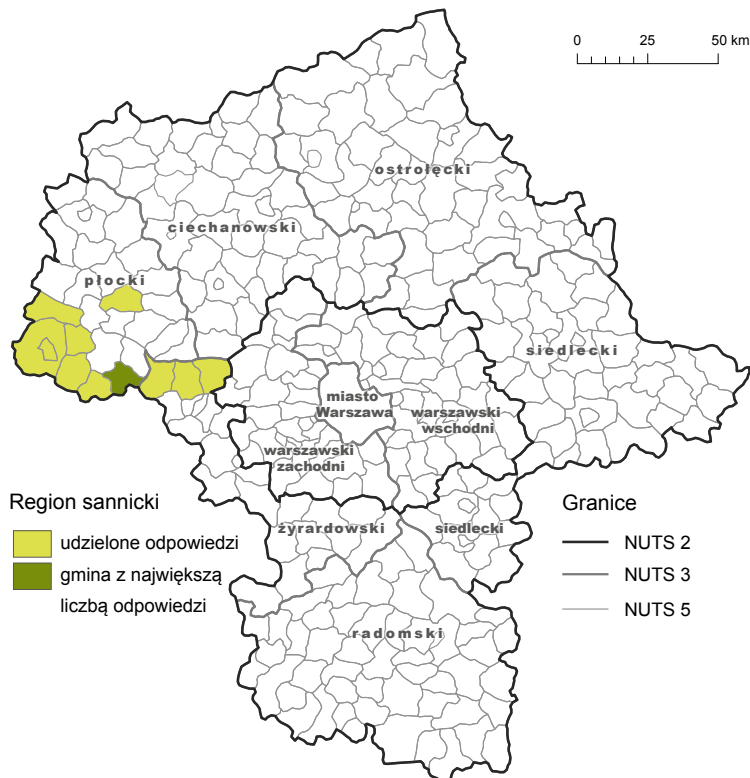 0 25 50 km
ostrołęcki
ciechanowski
płocki
siedlecki
miasto
Warszawa
warszawski
wschodni
warszawski
zachodni
żyrardowski
siedlecki
radomski
Region sannicki
udzielone odpowiedzi
gmina z największą
liczbą odpowiedzi
Granice
NUTS 2
NUTS 3
NUTS 5